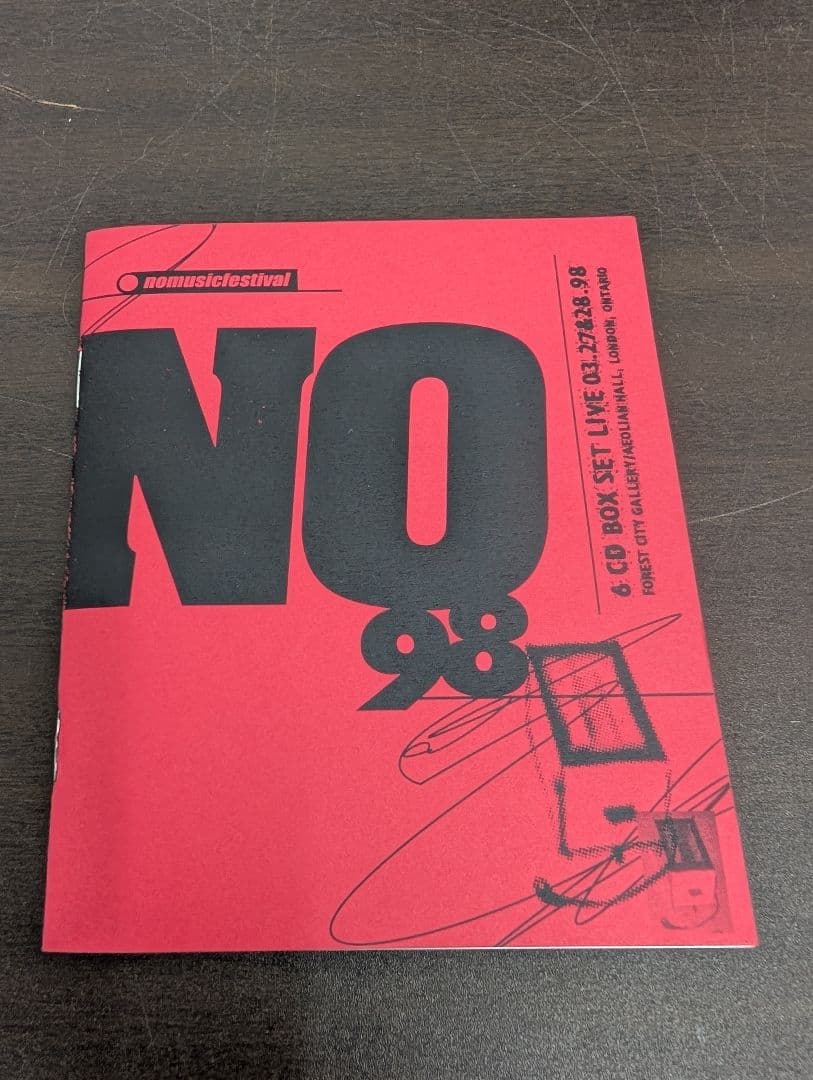 nomusicfestival
NO
98
6 CD BOX SET LIVE 03.27&28.98
FOREST CITY GALLERY/AEOLIAN HALL, LONDON, ONTARIO